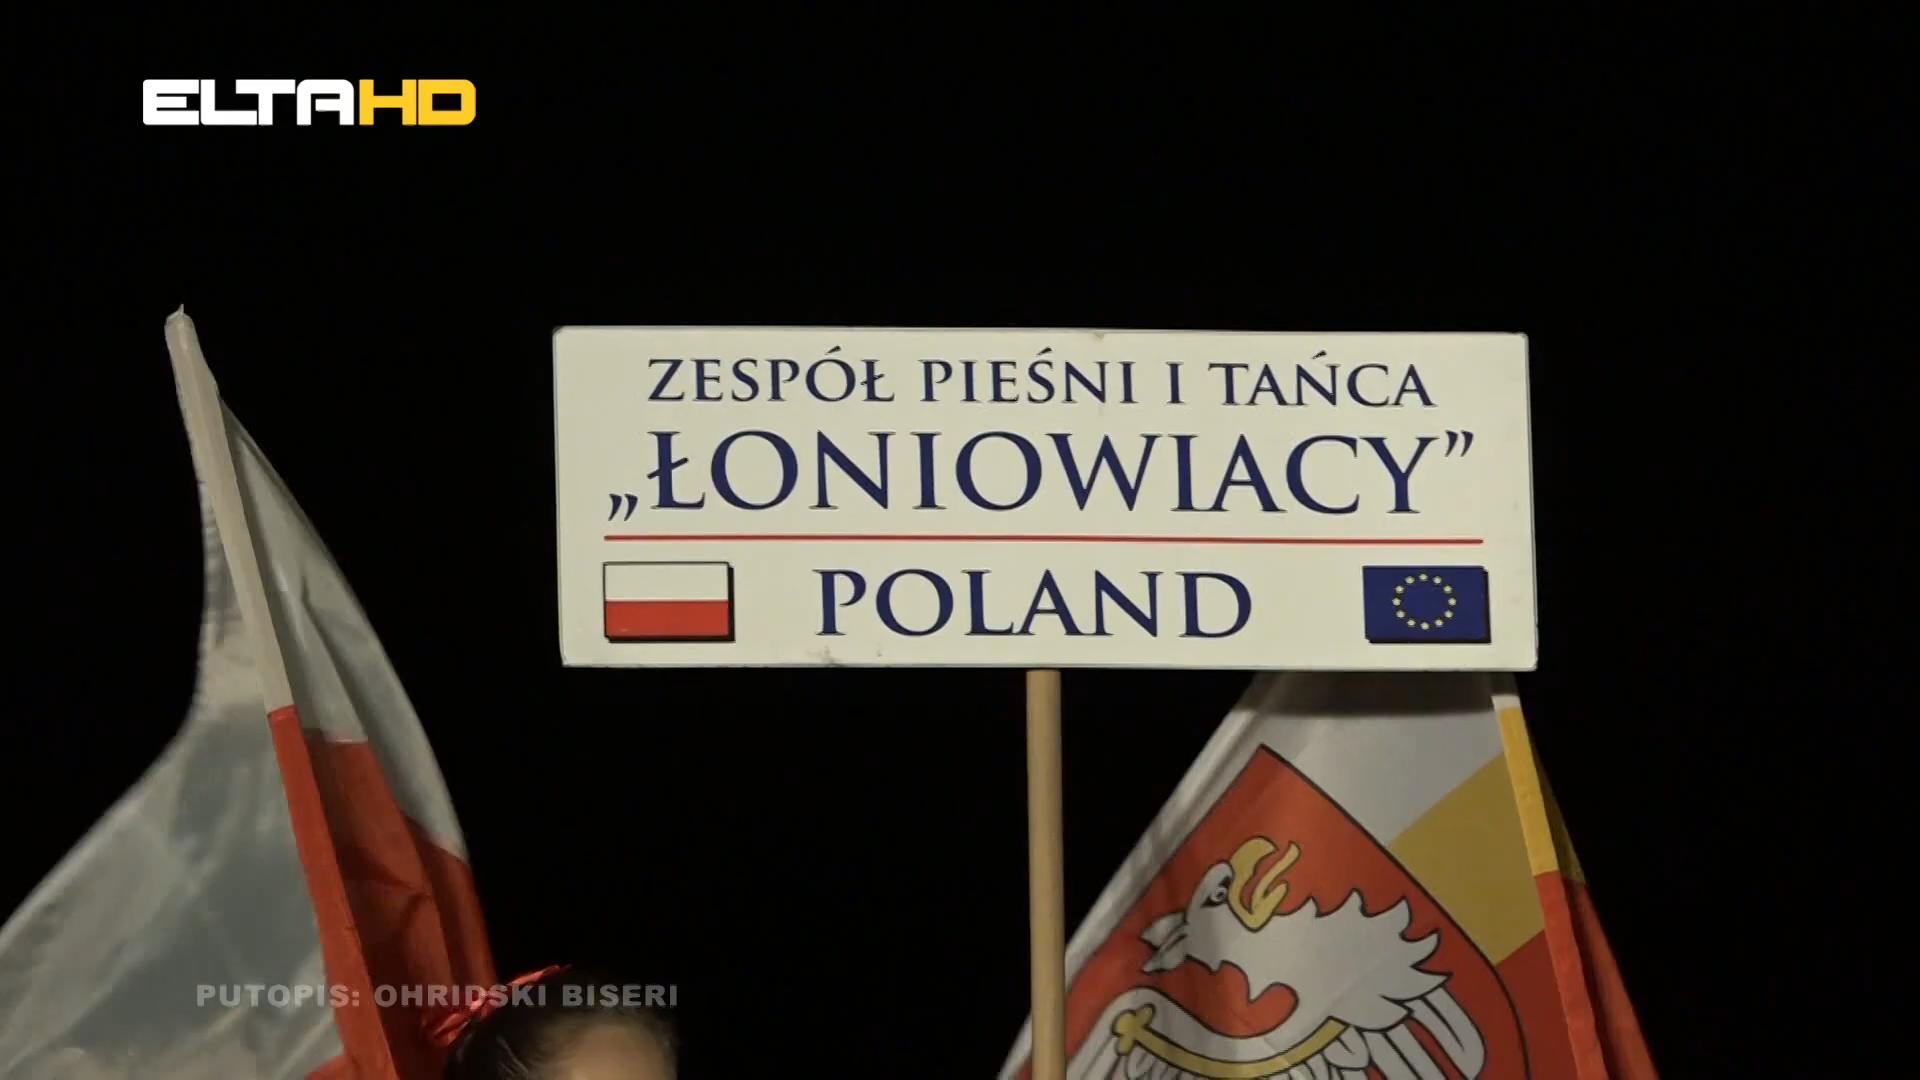 ELTAHD
ZESPÓŁ PIEŚNI I TAŃCA
„ŁONIOWIACY”
POLAND
PUTOPIS: OHRIDSKI BISERI